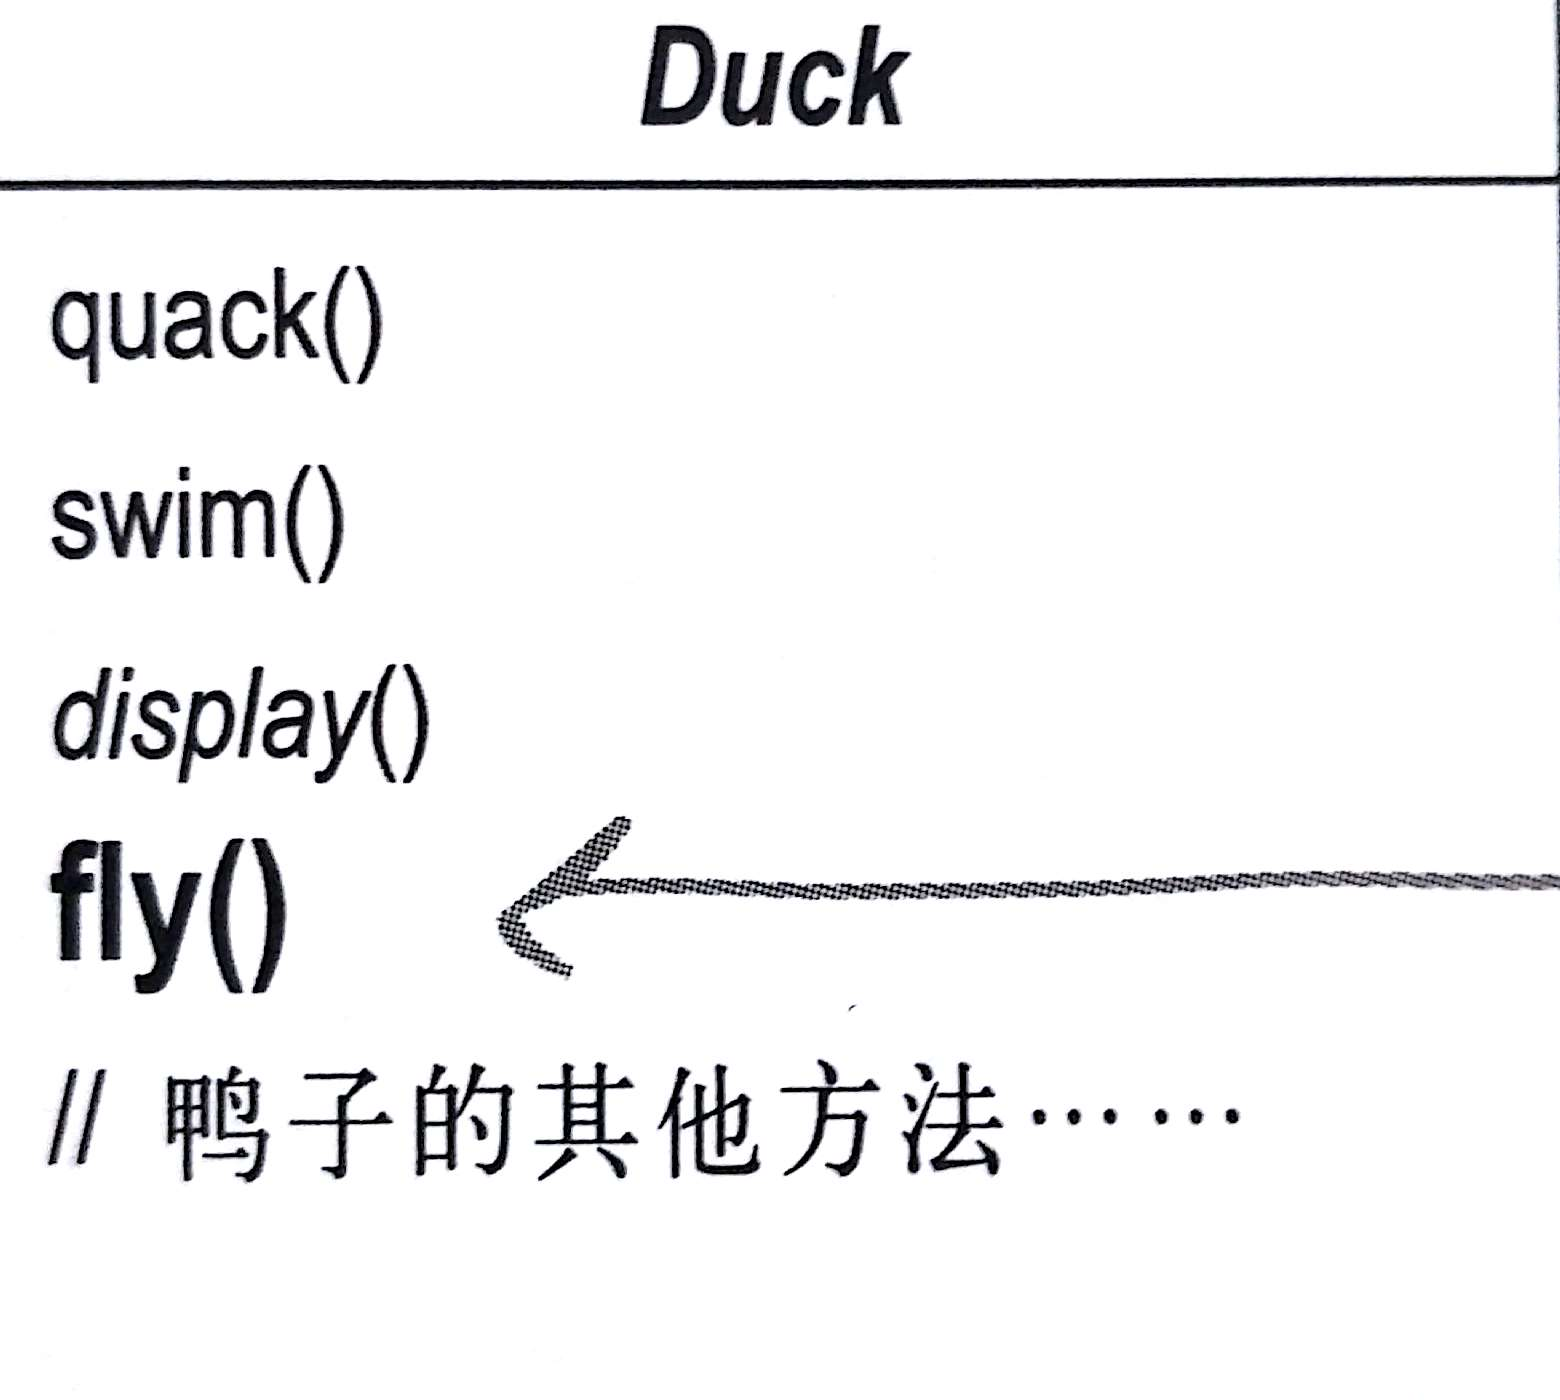 Duck
quack()
swim()
display()
fly()
// 鸭子的其他方法……